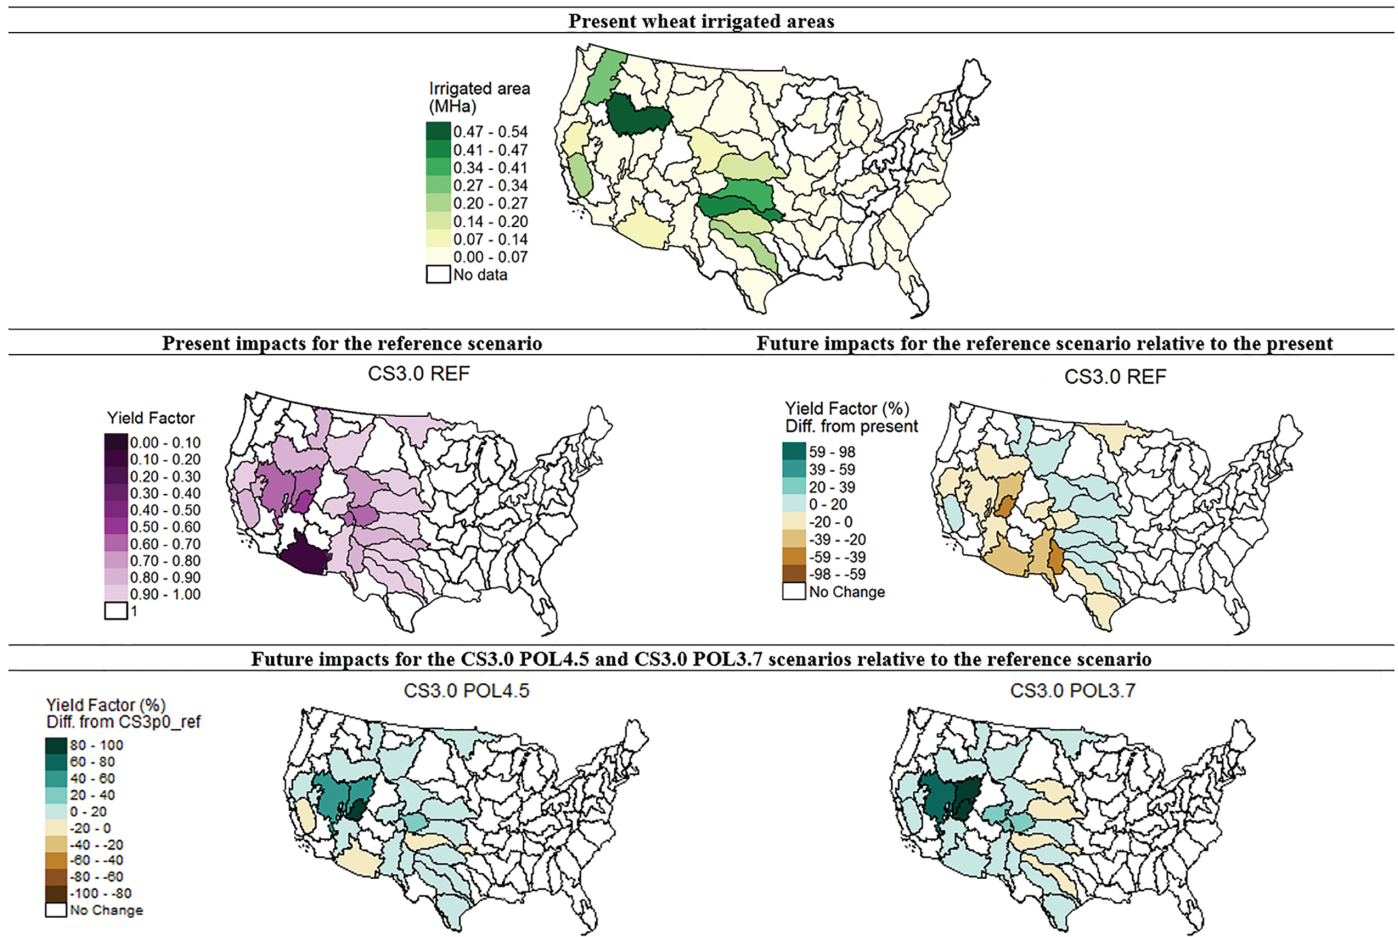 Present wheat irrigated areas
Irrigated area
(MHa)
0.47 - 0.54
0.41 - 0.47
0.34 - 0.41
0.27 - 0.34
0.20 - 0.27
0.14 - 0.20
0.07 - 0.14
0.00 - 0.07
No data
Present impacts for the reference scenario
Future impacts for the reference scenario relative to the present
CS3.0 REF
Yield Factor
0.00 - 0.10
0.10 - 0.20
0.20 - 0.30
0.30 - 0.40
0.40 - 0.50
0.50 - 0.60
0.60 - 0.70
0.70 - 0.80
0.80 - 0.90
0.90 - 1.00
1
CS3.0 REF
Yield Factor (%)
Diff. from present
59 - 98
39 - 59
20 - 39
0 - 20
-20 - 0
-39 - -20
-59 - -39
-98 - -59
No Change
Future impacts for the CS3.0 POL4.5 and CS3.0 POL3.7 scenarios relative to the reference scenario
CS3.0 POL4.5
CS3.0 POL3.7
Yield Factor (%)
Diff. from CS3p0_ref
80 - 100
60 - 80
40 - 60
20 - 40
0 - 20
-20 - 0
-40 - -20
-60 - -40
-80 - -60
-100 - -80
No Change